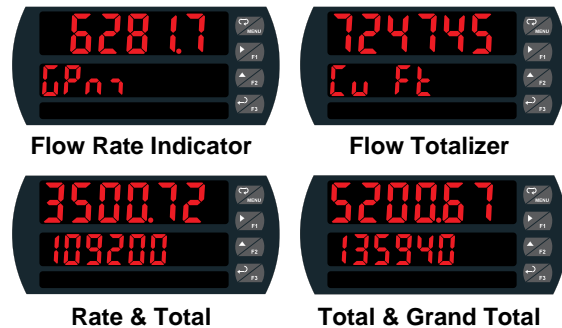 6281.7
GPm
MENU
F1
F2
F3
Flow Rate Indicator
724745
Cu Ft
MENU
F1
F2
F3
Flow Totalizer
3500.72
109200
MENU
F1
F2
F3
Rate & Total
5200.67
135940
MENU
F1
F2
F3
Total & Grand Total